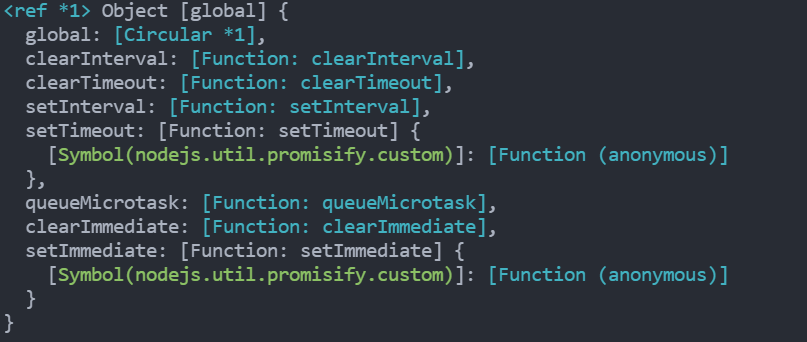 <ref *1> Object [global] {
  global: [Circular *1],
  clearInterval: [Function: clearInterval],
  clearTimeout: [Function: clearTimeout],
  setInterval: [Function: setInterval],
  setTimeout: [Function: setTimeout] {
    [Symbol(nodejs.util.promisify.custom)]: [Function (anonymous)]
  },
  queueMicrotask: [Function: queueMicrotask],
  clearImmediate: [Function: clearImmediate],
  setImmediate: [Function: setImmediate] {
    [Symbol(nodejs.util.promisify.custom)]: [Function (anonymous)]
  }
}